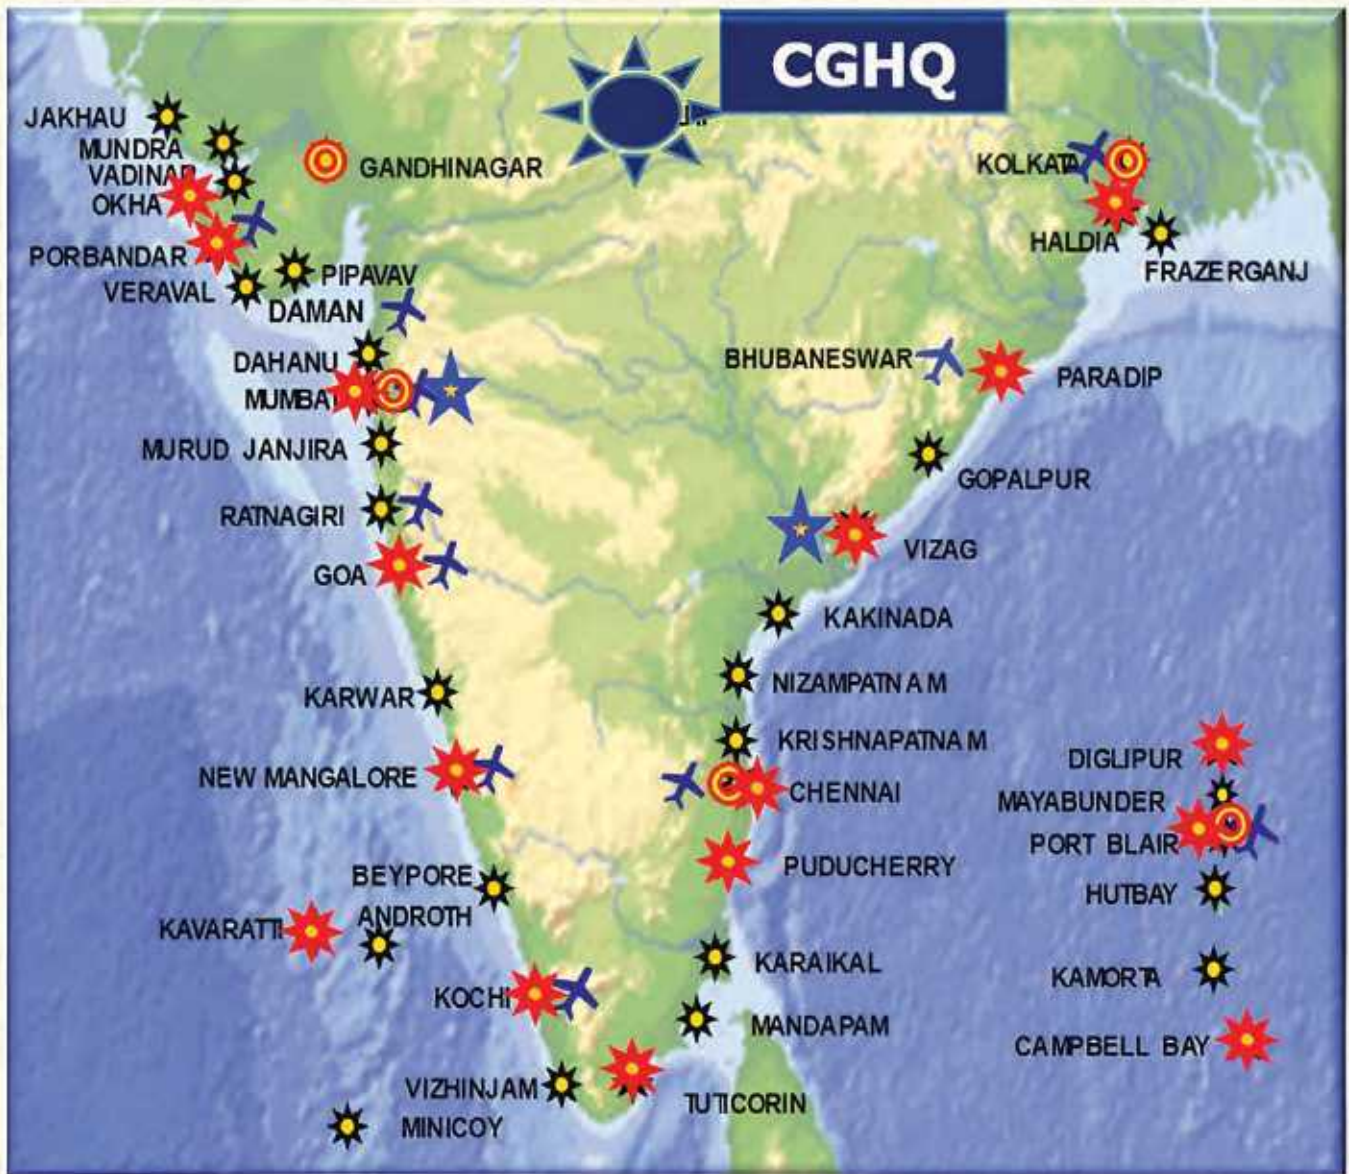 CGHQ
JAKHAU
MUNDRA
VADINAR
OKHA
GANDHINAGAR
KOLKATA
HALDIA
FRAZERGANJ
PORBANDAR
VERAVAL
PIPAVAV
DAMAN
DAHANU
MUMBAI
BHUBANESWAR
PARADIP
MURUD JANJIRA
GOPALPUR
RATNAGIRI
VIZAG
GOA
KAKINADA
KARWAR
NIZAMPATNAM
KRISHNAPATNAM
NEW MANGALORE
CHENNAI
DIGLIPUR
MAYABUNDER
PORT BLAIR
PUDUCHERRY
BEYPORE
HUTBAY
ANDROTH
KAVARATTI
KARAIKAL
KAMORTA
KOCHI
MANDAPAM
CAMPBELL BAY
VIZHINJAM
TUTICORIN
MINICOY